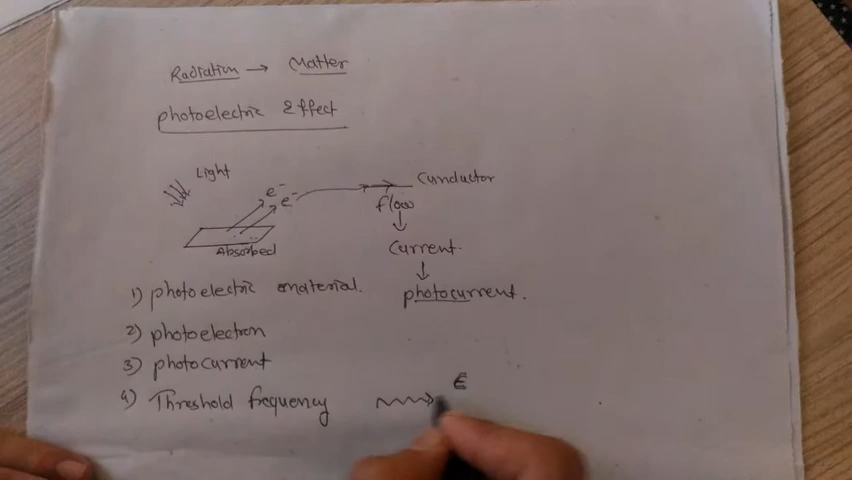 Radiation → Matter
photoelectric Effect
Light
e⁻
e⁻
Cunductor
flow
Absorbed
Current.
1) photoelectric material.
photocurrent.
2) photoelectron
3) photocurrent
4) Threshold frequency
E